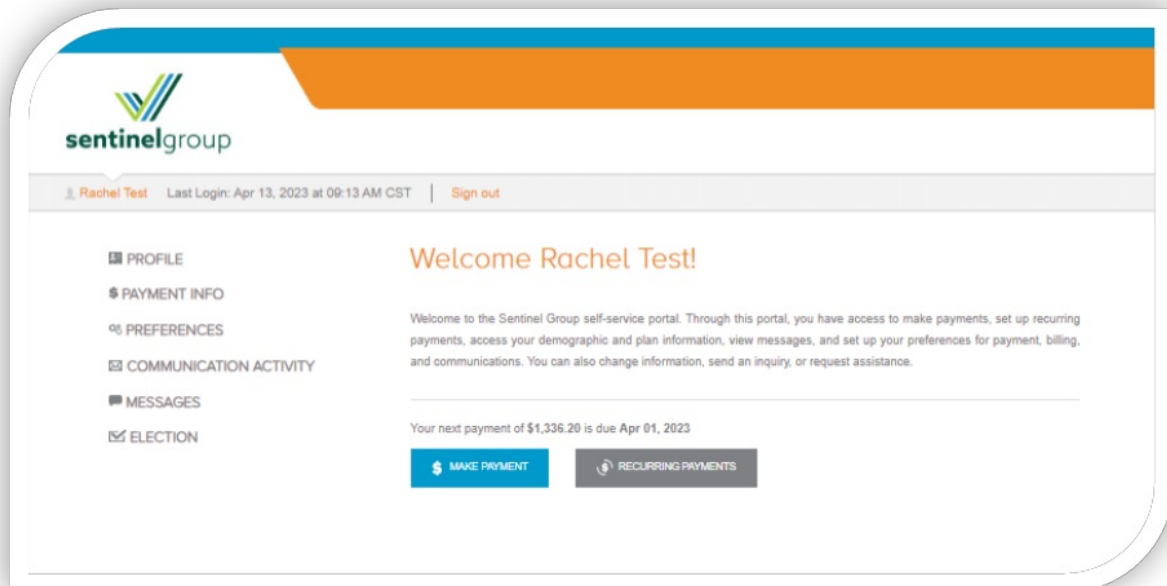 sentinelgroup
Rachel Test Last Login: Apr 13, 2023 at 09:13 AM CST | Sign out
PROFILE
PAYMENT INFO
PREFERENCES
COMMUNICATION ACTIVITY
MESSAGES
ELECTION
Welcome Rachel Test!
Welcome to the Sentinel Group self-service portal. Through this portal, you have access to make payments, set up recurring
payments, access your demographic and plan information, view messages, and set up your preferences for payment, billing,
and communications. You can also change information, send an inquiry, or request assistance.
Your next payment of $1,336.20 is due Apr 01, 2023
$ MAKE PAYMENT
RECURRING PAYMENTS